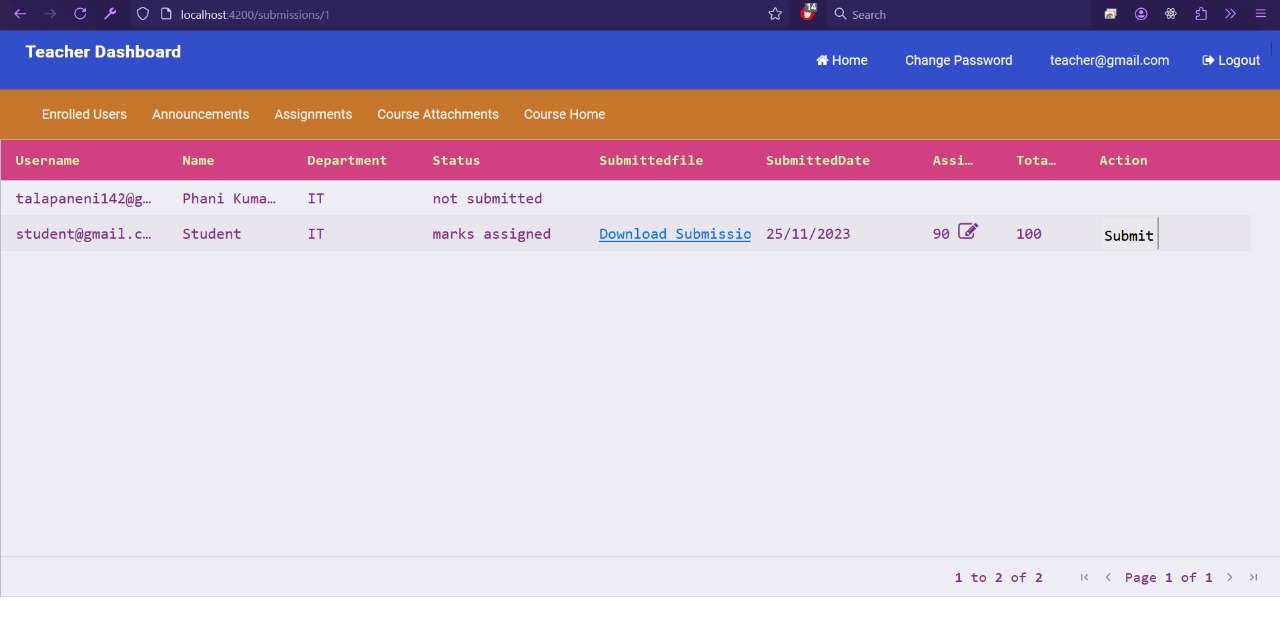 localhost:4200/submissions/1
14
Search
Teacher Dashboard
Home Change Password teacher@gmail.com Logout
Enrolled Users Announcements Assignments Course Attachments Course Home
Username Name Department Status Submittedfile SubmittedDate Assi… Tota… Action
talapaneni142@g… Phani Kuma… IT not submitted
student@gmail.c… Student IT marks assigned Download Submissio 25/11/2023 90 100 Submit
1 to 2 of 2 Page 1 of 1